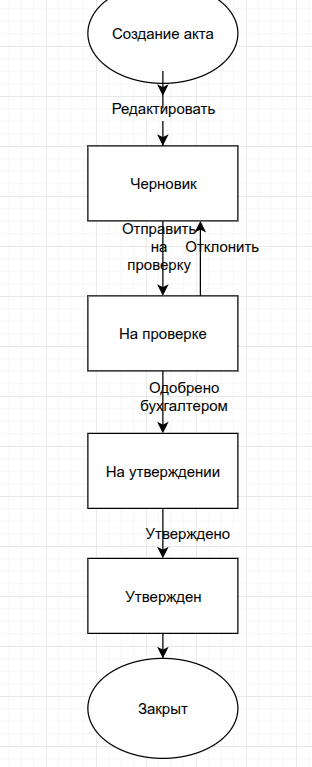 Создание акта
Редактировать
Черновик
Отправить
на
проверку
Отклонить
На проверке
Одобрено
бухгалтером
На утверждении
Утверждено
Утвержден
Закрыт